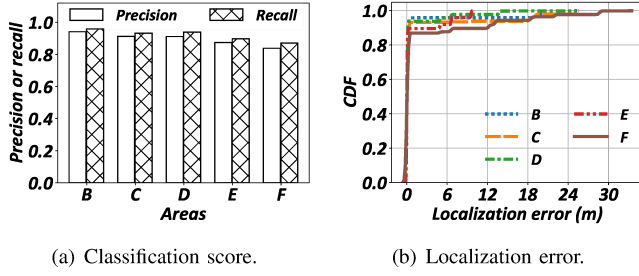 Precision
Recall
Precision or recall
1.0
0.8
0.6
0.4
0.2
0.0
B C D E F
Areas
(a) Classification score.
CDF
1.0
0.8
0.6
0.4
0.2
0.0
B E
C F
D
0 6 12 18 24 30
Localization error (m)
(b) Localization error.